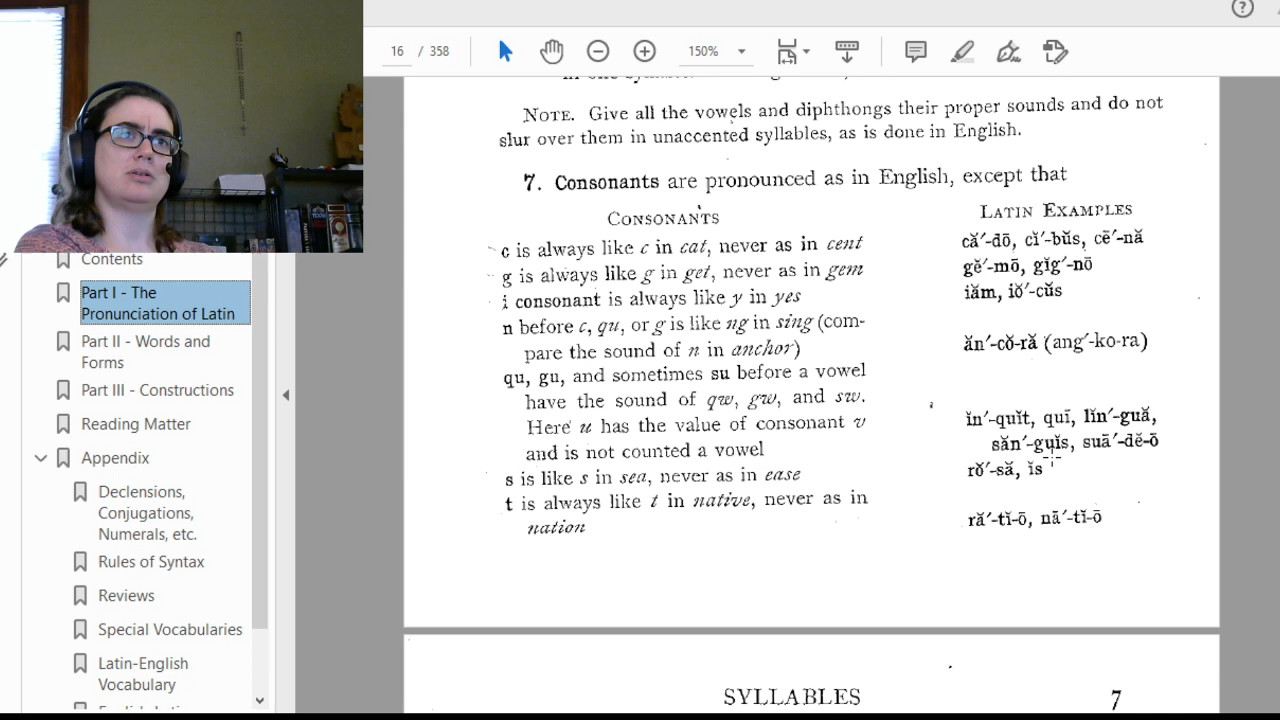 16 / 358
150%
Contents
Part I - The
Pronunciation of Latin
Part II - Words and
Forms
Part III - Constructions
Reading Matter
Appendix
Declensions,
Conjugations,
Numerals, etc.
Rules of Syntax
Reviews
Special Vocabularies
Latin-English
Vocabulary
NOTE. Give all the vowels and diphthongs their proper sounds and do not
slur over them in unaccented syllables, as is done in English.
7. Consonants are pronounced as in English, except that
CONSONANTS LATIN EXAMPLES
c is always like c in cat, never as in cent că′-dō, cĭ′-bŭs, cē′-nă
g is always like g in get, never as in gem gĕ′-mō, gĭg′-nō
i consonant is always like y in yes iăm, iŏ′-cŭs
n before c, qu, or g is like ng in sing (com-
pare the sound of n in anchor) ăn′-cŏ-ră (ang′-ko-ra)
qu, gu, and sometimes su before a vowel
have the sound of qw, gw, and sw.
Here u has the value of consonant v ĭn′-quĭt, quī, lĭn′-guă,
and is not counted a vowel săn′-guĭs, suā′-dĕ-ō
s is like s in sea, never as in ease rŏ′-să, ĭs
t is always like t in native, never as in
nation ră′-tĭ-ō, nā′-tĭ-ō
SYLLABLES 7